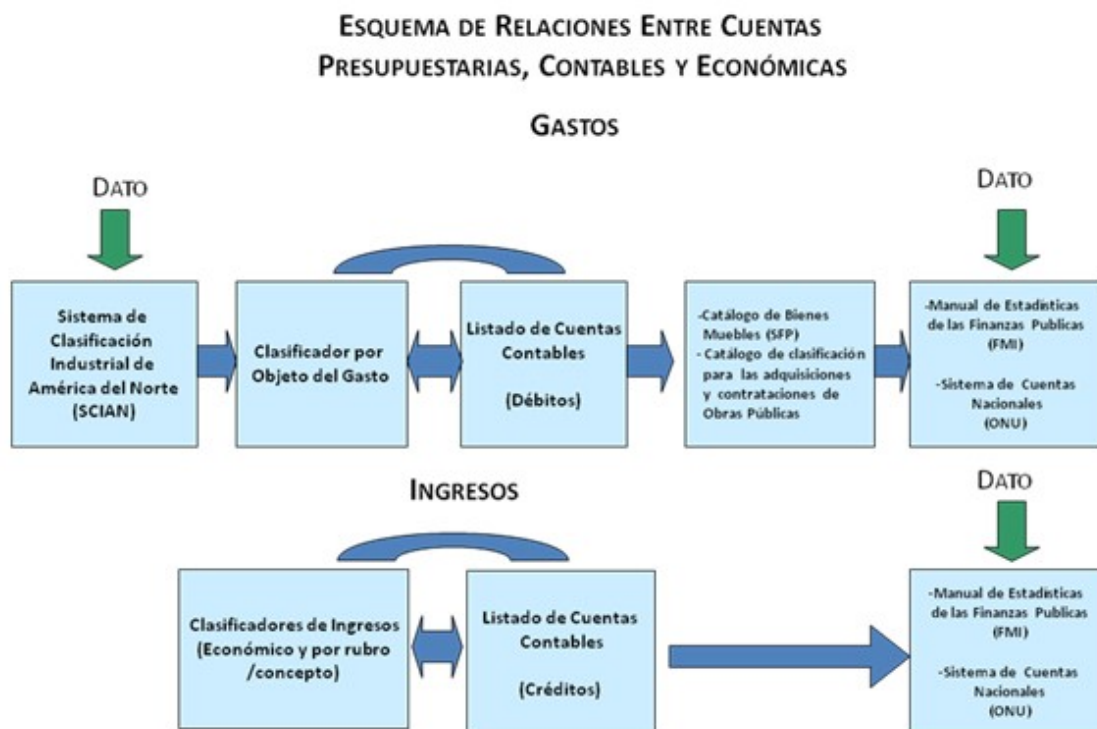 ESQUEMA DE RELACIONES ENTRE CUENTAS
PRESUPUESTARIAS, CONTABLES Y ECONÓMICAS
GASTOS
DATO
DATO
Sistema de
Clasificación
Industrial de
América del Norte
(SCIAN)
Clasificador por
Objeto del Gasto
Listado de Cuentas
Contables
(Débitos)
-Catálogo de Bienes
Muebles (SFP)
- Catálogo de clasificación
para las adquisiciones
y contrataciones de
Obras Públicas
-Manual de Estadísticas
de las Finanzas Publicas
(FMI)
-Sistema de Cuentas
Nacionales
(ONU)
INGRESOS
DATO
Clasificadores de Ingresos
(Económico y por rubro
/concepto)
Listado de Cuentas
Contables
(Créditos)
-Manual de Estadísticas
de las Finanzas Publicas
(FMI)
-Sistema de Cuentas
Nacionales
(ONU)